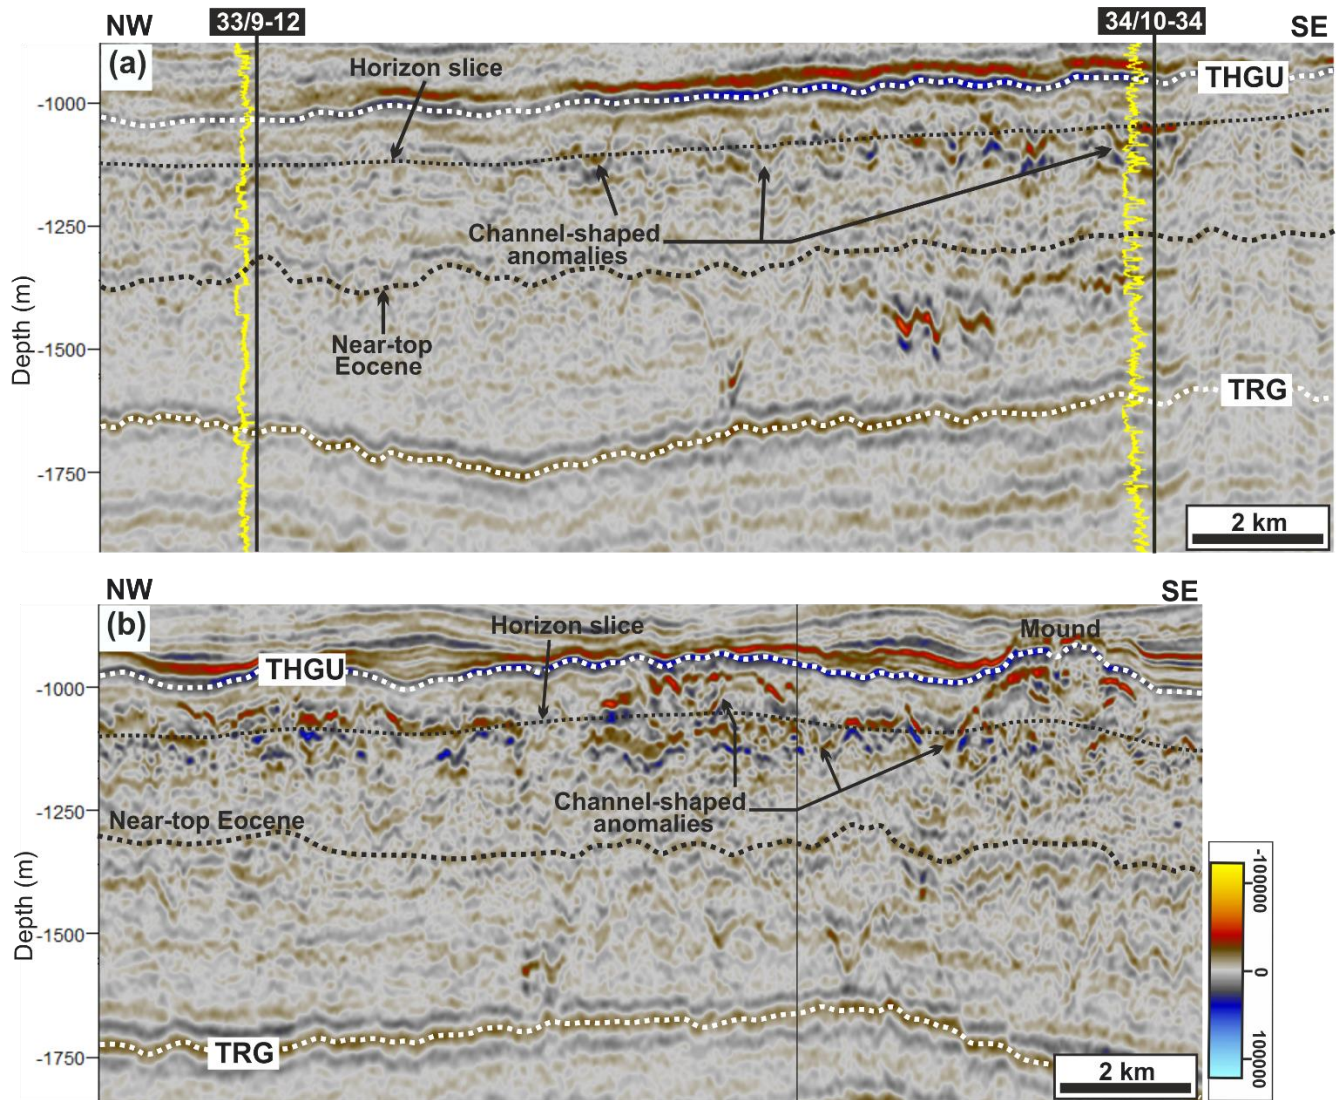 NW
33/9-12
34/10-34
SE
(a)
Horizon slice
THGU
-1000
-1250
Channel-shaped
anomalies
Near-top
Eocene
-1500
TRG
-1750
Depth (m)
2 km
NW
SE
(b)
Horizon slice
Mound
THGU
-1000
Channel-shaped
anomalies
-1250
Near-top Eocene
-1500
TRG
-1750
Depth (m)
2 km
-100000
0
100000